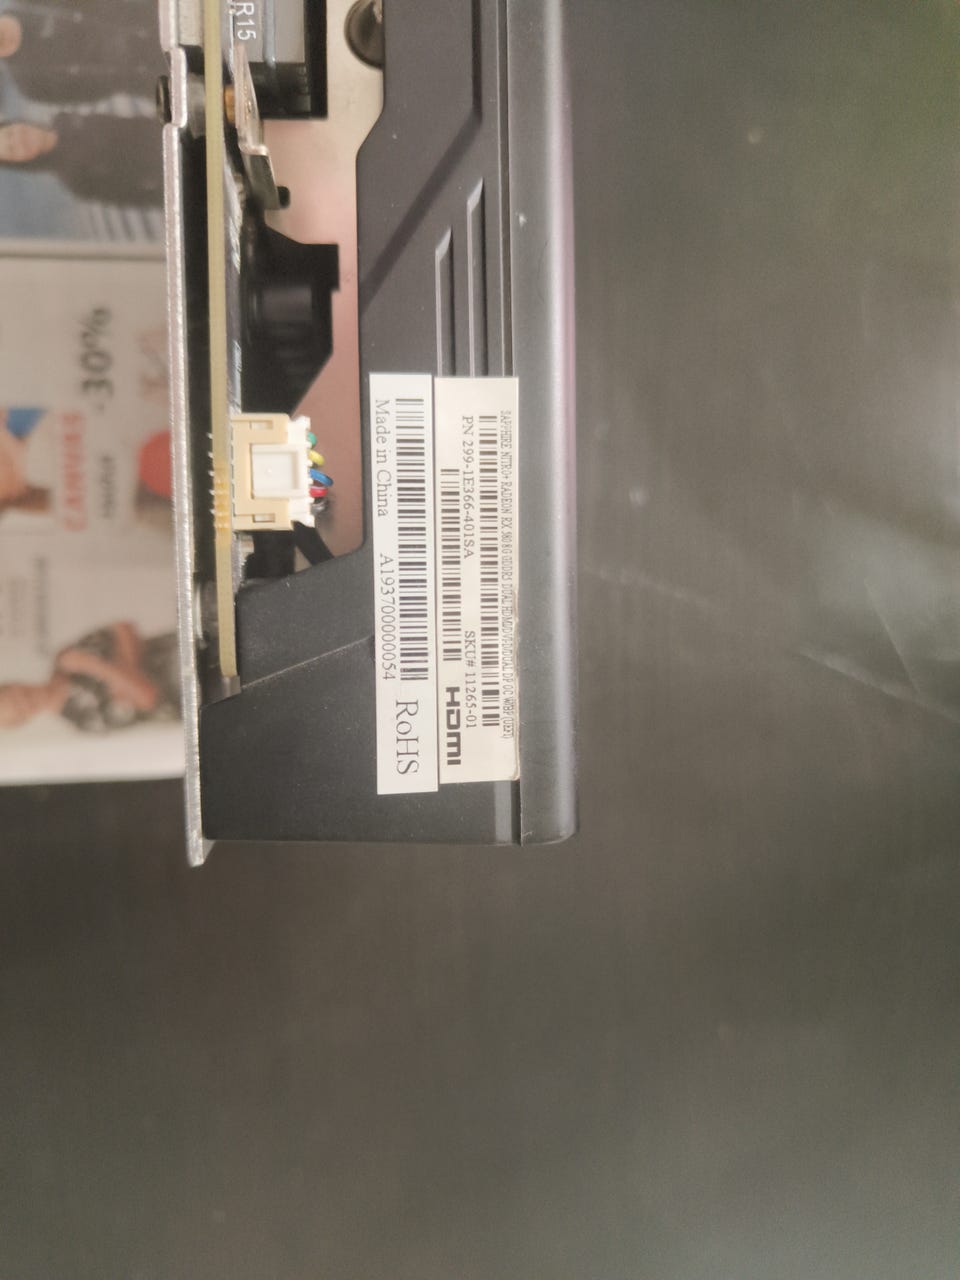 SAPPHIRE NITRO+ RADEON RX 580 8G GDDR5 DUAL HDMI/DVI-D/DUAL DP OC W/BP (UEFI)
PN 299-1E366-401SA SKU# 11265-01
HDMI
Made in China A193700000054
RoHS
R15
-30%